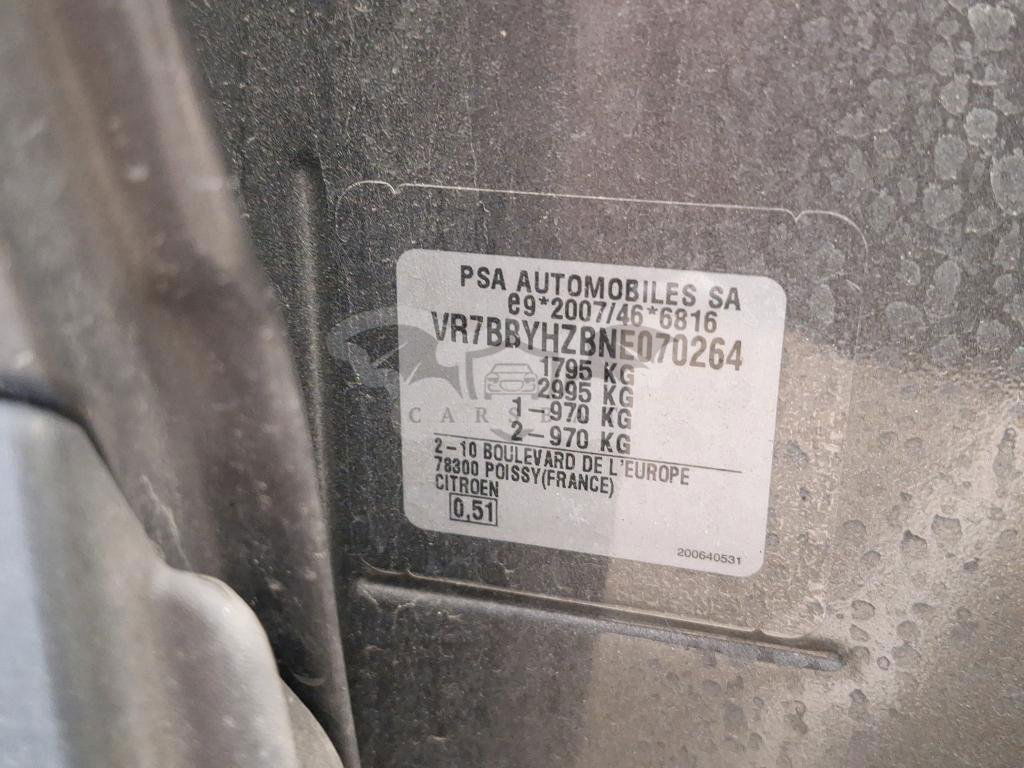 PSA AUTOMOBILES SA
e9*2007/46*6816
VR7BBYHZBNE070264
1795 KG
2995 KG
1-970 KG
2-970 KG
2-10 BOULEVARD DE L'EUROPE
78300 POISSY(FRANCE)
CITROEN
0,51
200640531
CARS